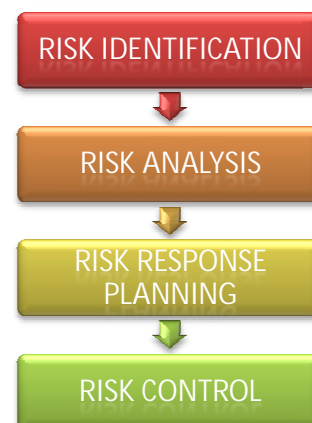 RISK IDENTIFICATION
RISK ANALYSIS
RISK RESPONSE
PLANNING
RISK CONTROL